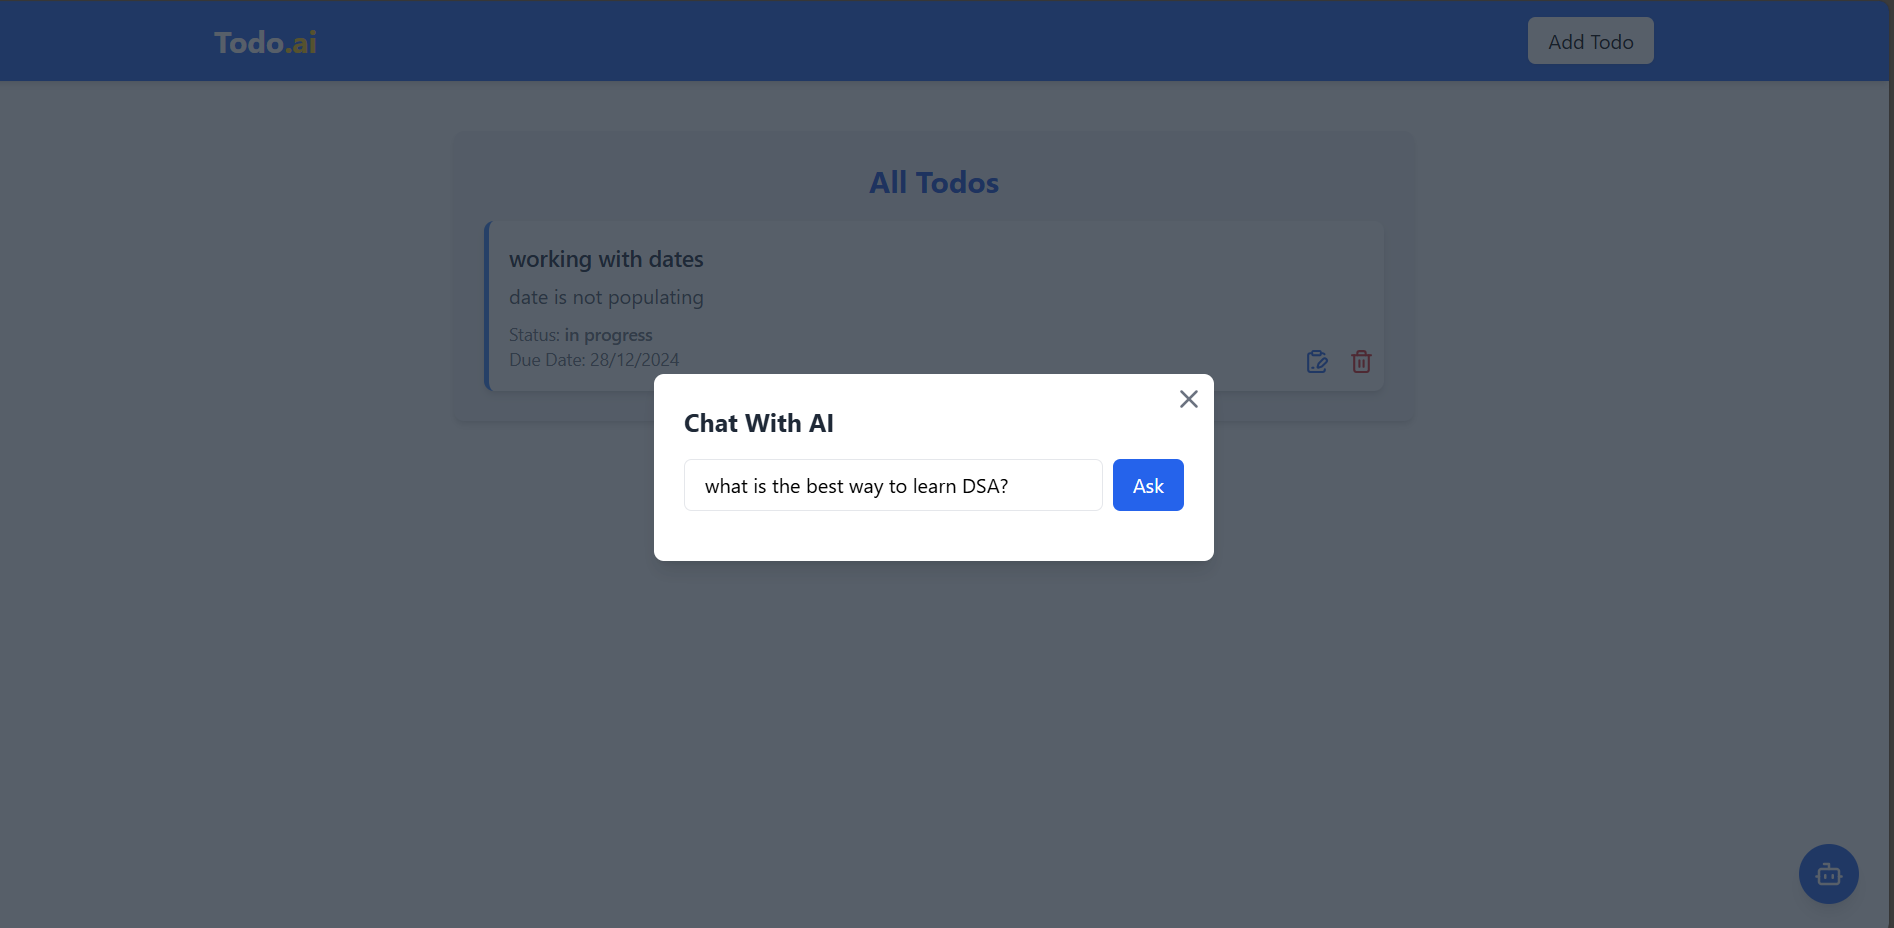 Todo.ai
Add Todo
All Todos
working with dates
date is not populating
Status: in progress
Due Date: 28/12/2024
Chat With AI
what is the best way to learn DSA?
Ask